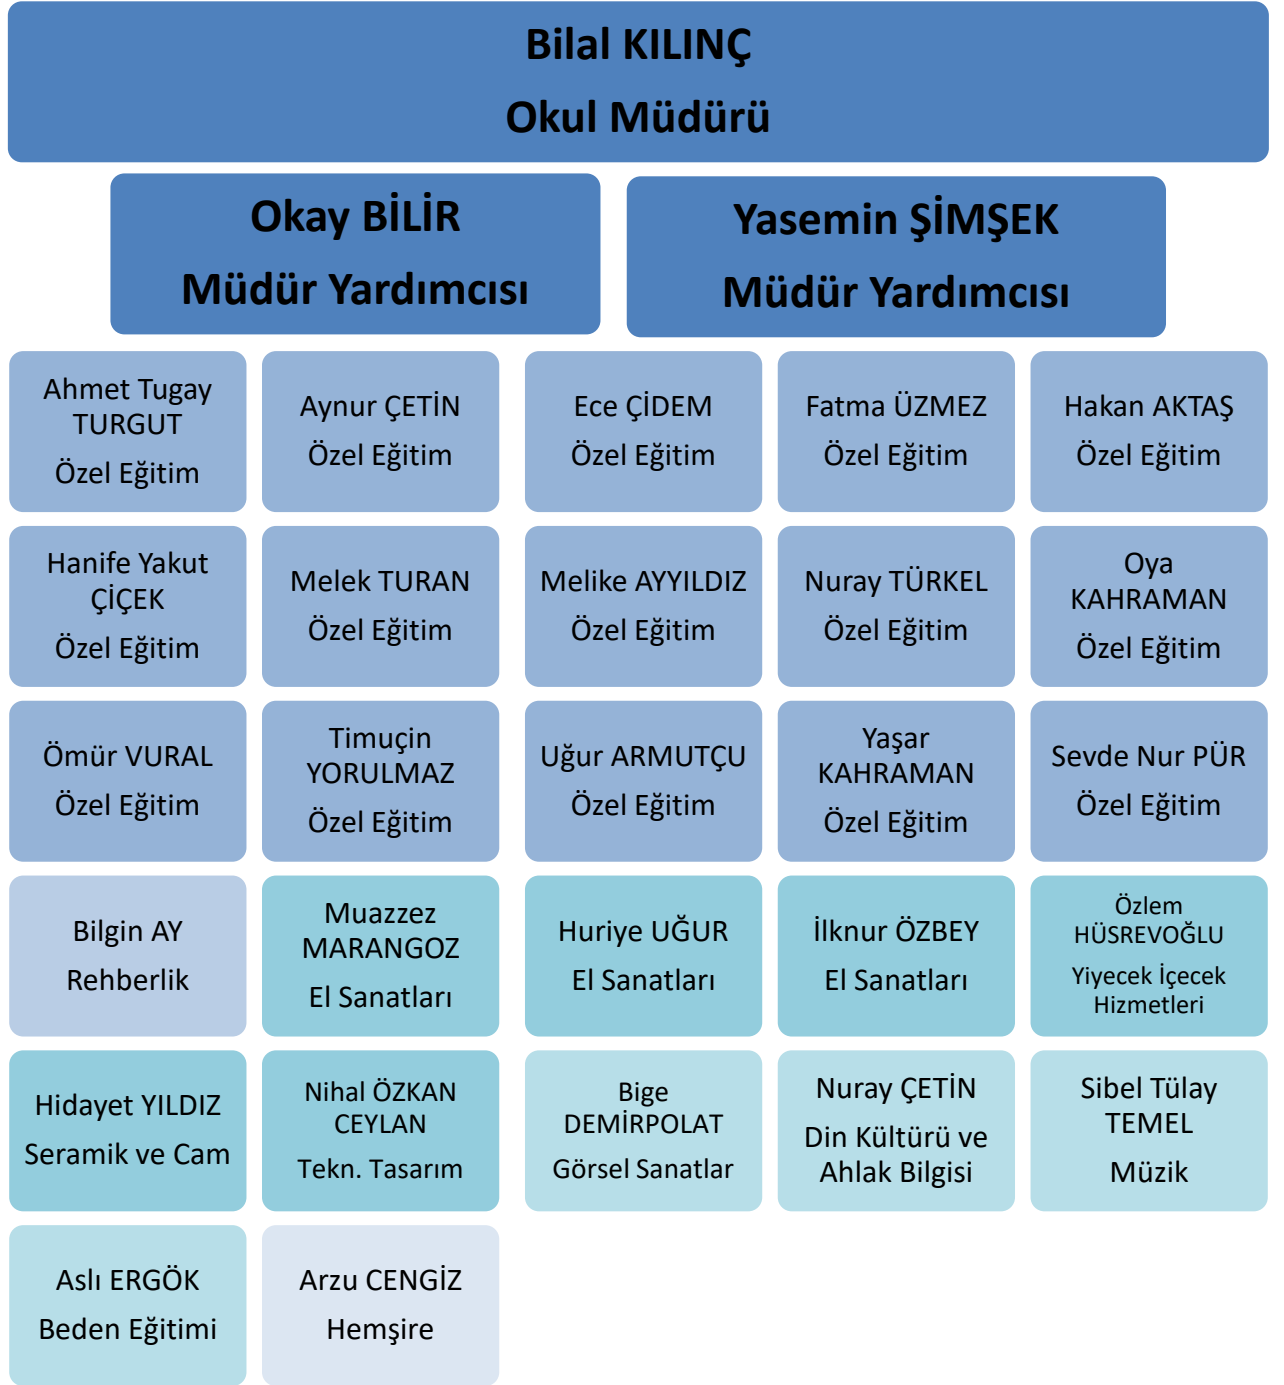 Bilal KILINÇ
Okul Müdürü
Okay BİLİR
Müdür Yardımcısı
Yasemin ŞİMŞEK
Müdür Yardımcısı
Ahmet Tugay
TURGUT
Özel Eğitim
Aynur ÇETİN
Özel Eğitim
Ece ÇİDEM
Özel Eğitim
Fatma ÜZMEZ
Özel Eğitim
Hakan AKTAŞ
Özel Eğitim
Hanife Yakut
ÇİÇEK
Özel Eğitim
Melek TURAN
Özel Eğitim
Melike AYYILDIZ
Özel Eğitim
Nuray TÜRKEL
Özel Eğitim
Oya
KAHRAMAN
Özel Eğitim
Ömür VURAL
Özel Eğitim
Timuçin
YORULMAZ
Özel Eğitim
Uğur ARMUTÇU
Özel Eğitim
Yaşar
KAHRAMAN
Özel Eğitim
Sevde Nur PÜR
Özel Eğitim
Bilgin AY
Rehberlik
Muazzez
MARANGOZ
El Sanatları
Huriye UĞUR
El Sanatları
İlknur ÖZBEY
El Sanatları
Özlem
HÜSREVOĞLU
Yiyecek İçecek
Hizmetleri
Hidayet YILDIZ
Seramik ve Cam
Nihal ÖZKAN
CEYLAN
Tekn. Tasarım
Bige
DEMİRPOLAT
Görsel Sanatlar
Nuray ÇETİN
Din Kültürü ve
Ahlak Bilgisi
Sibel Tülay
TEMEL
Müzik
Aslı ERGÖK
Beden Eğitimi
Arzu CENGİZ
Hemşire